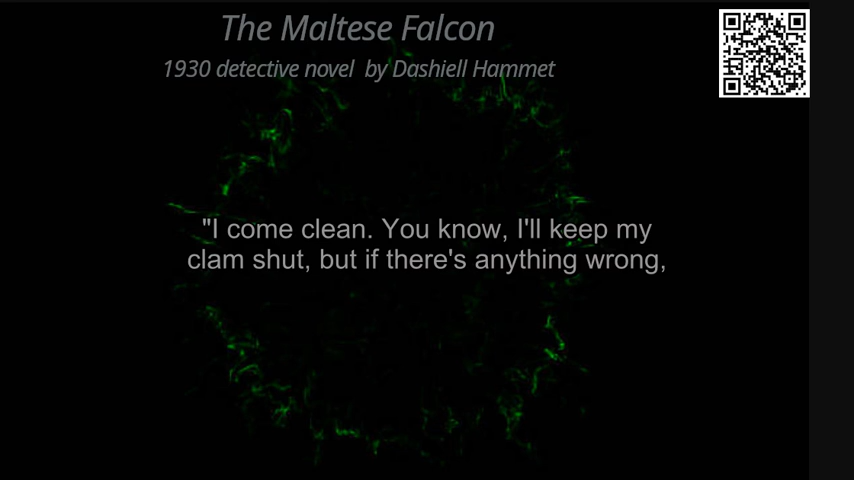 The Maltese Falcon
1930 detective novel by Dashiell Hammet
"I come clean. You know, I'll keep my
clam shut, but if there's anything wrong,